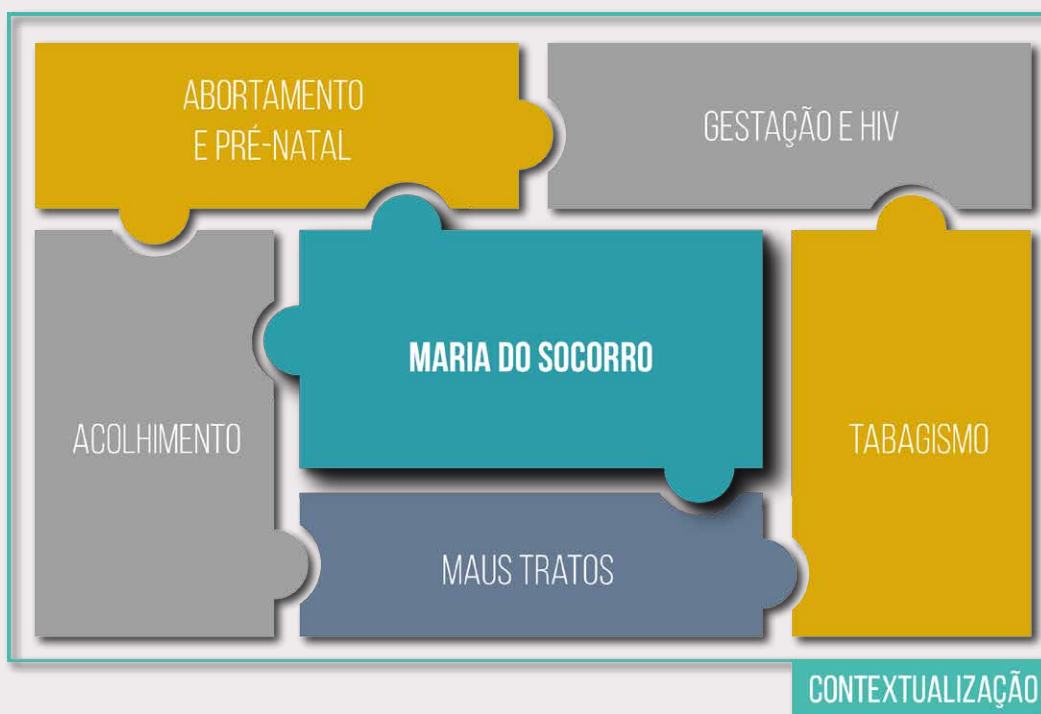 ABORTAMENTO
E PRÉ-NATAL
GESTAÇÃO E HIV
MARIA DO SOCORRO
ACOLHIMENTO
TABAGISMO
MAUS TRATOS
CONTEXTUALIZAÇÃO